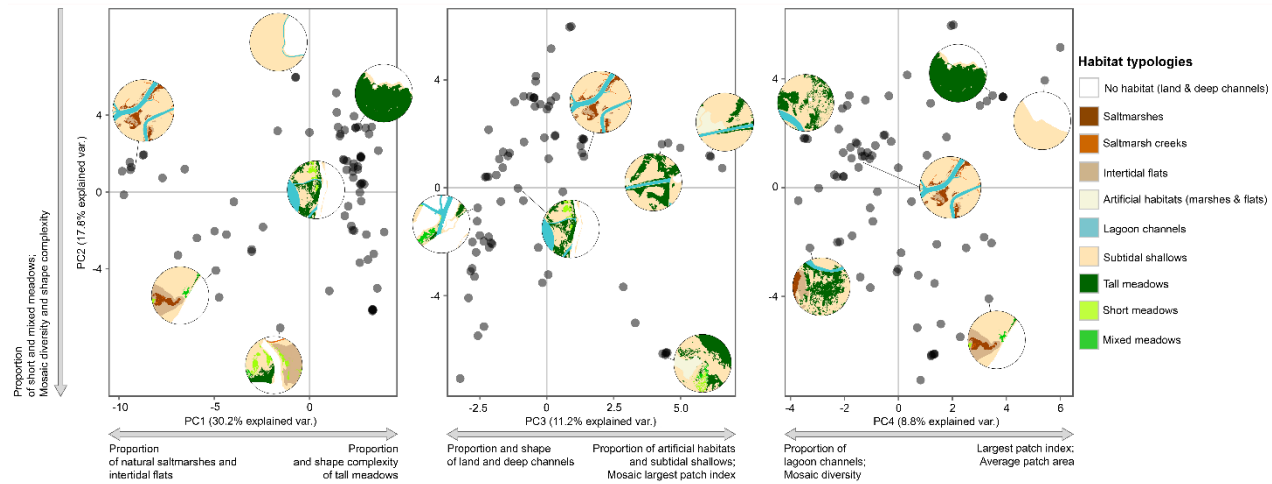 Proportion
of short and mixed meadows;
Mosaic diversity and shape complexity
PC2 (17.8% explained var.)
4
0
-4
-10
-5
0
PC1 (30.2% explained var.)
Proportion
of natural saltmarshes and
intertidal flats
Proportion
and shape complexity
of tall meadows
4
0
-4
-2.5
0
2.5
5.0
PC3 (11.2% explained var.)
Proportion and shape
of land and deep channels
Proportion of artificial habitats
and subtidal shallows;
Mosaic largest patch index
4
0
-4
-4
-2
0
2
4
6
PC4 (8.8% explained var.)
Proportion of
lagoon channels;
Mosaic diversity
Largest patch index;
Average patch area
Habitat typologies
No habitat (land & deep channels)
Saltmarshes
Saltmarsh creeks
Intertidal flats
Artificial habitats (marshes & flats)
Lagoon channels
Subtidal shallows
Tall meadows
Short meadows
Mixed meadows